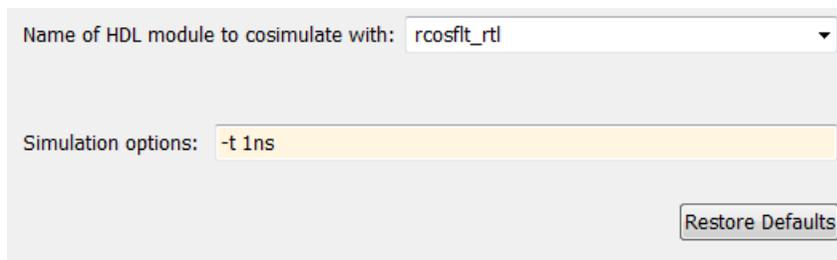 Name of HDL module to cosimulate with: rcosflt_rtl
Simulation options: -t 1ns
Restore Defaults